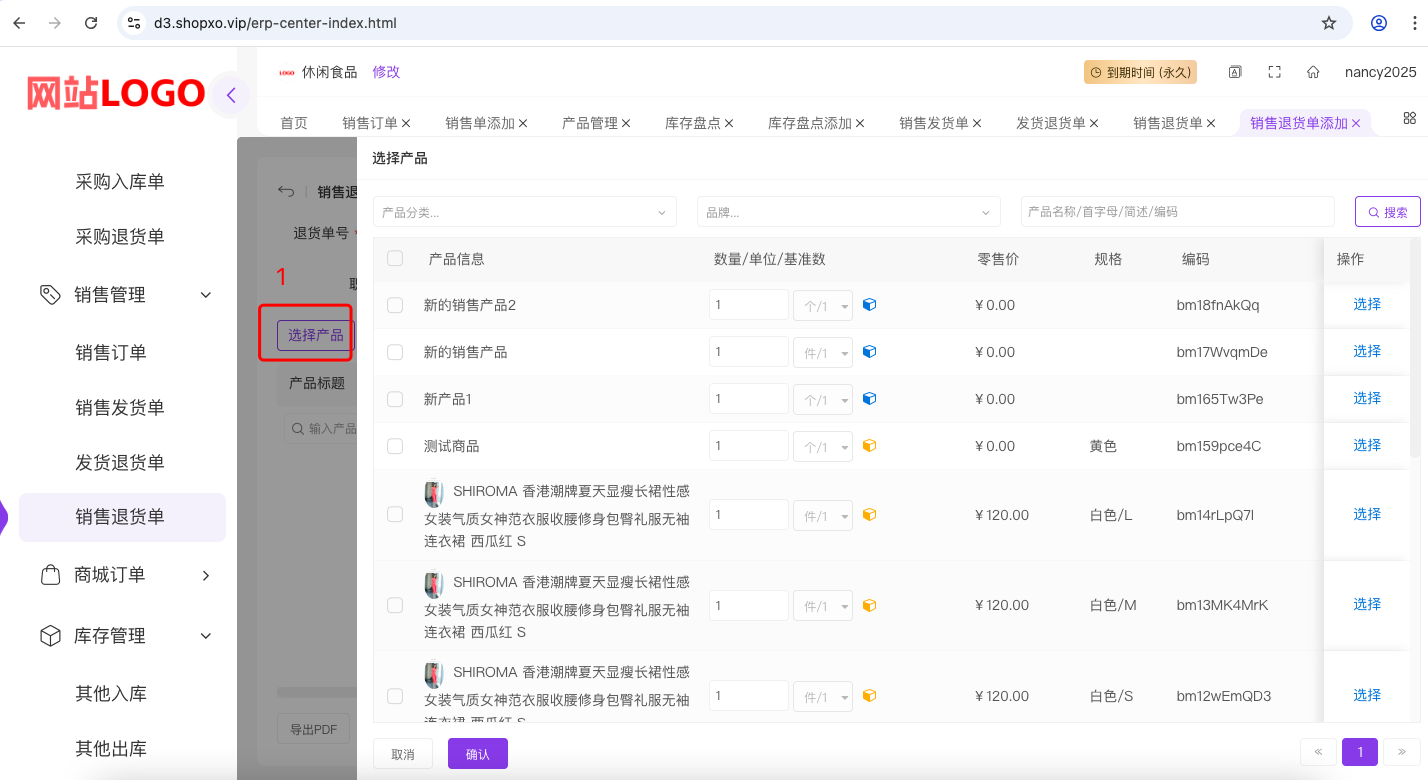 d3.shopxo.vip/erp-center-index.html
网站LOGO
LOGO 休闲食品 修改
到期时间 (永久)
nancy2025
首页 销售订单 销售单添加 产品管理 库存盘点 库存盘点添加 销售发货单 发货退货单 销售退货单 销售退货单添加
采购入库单
采购退货单
销售管理
销售订单
销售发货单
发货退货单
销售退货单
商城订单
库存管理
其他入库
其他出库
销售退
退货单号
1
选择产品
产品标题
输入产品
导出PDF
选择产品
产品分类... 品牌... 产品名称/首字母/简述/编码 搜索
产品信息 数量/单位/基准数 零售价 规格 编码 操作
新的销售产品2 1 个/1 ¥ 0.00 bm18fnAkQq 选择
新的销售产品 1 件/1 ¥ 0.00 bm17WvqmDe 选择
新产品1 1 个/1 ¥ 0.00 bm165Tw3Pe 选择
测试商品 1 个/1 ¥ 0.00 黄色 bm159pce4C 选择
SHIROMA 香港潮牌夏天显瘦长裙性感
女装气质女神范衣服收腰修身包臀礼服无袖
连衣裙 西瓜红 S
1 件/1 ¥ 120.00 白色/L bm14rLpQ7I 选择
SHIROMA 香港潮牌夏天显瘦长裙性感
女装气质女神范衣服收腰修身包臀礼服无袖
连衣裙 西瓜红 S
1 件/1 ¥ 120.00 白色/M bm13MK4MrK 选择
SHIROMA 香港潮牌夏天显瘦长裙性感
女装气质女神范衣服收腰修身包臀礼服无袖
连衣裙 西瓜红 S
1 件/1 ¥ 120.00 白色/S bm12wEmQD3 选择
取消 确认
« 1 »